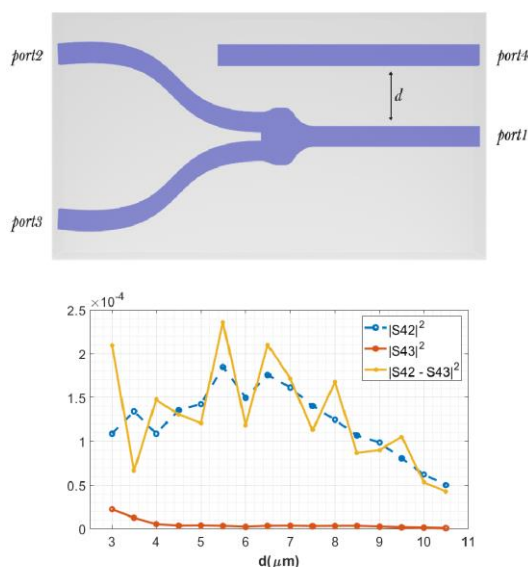 port2
port4
d
port1
port3
×10⁻⁴
2.5
2
1.5
1
0.5
0
|S42|²
|S43|²
|S42 - S43|²
3 4 5 6 7 8 9 10 11
d(μm)